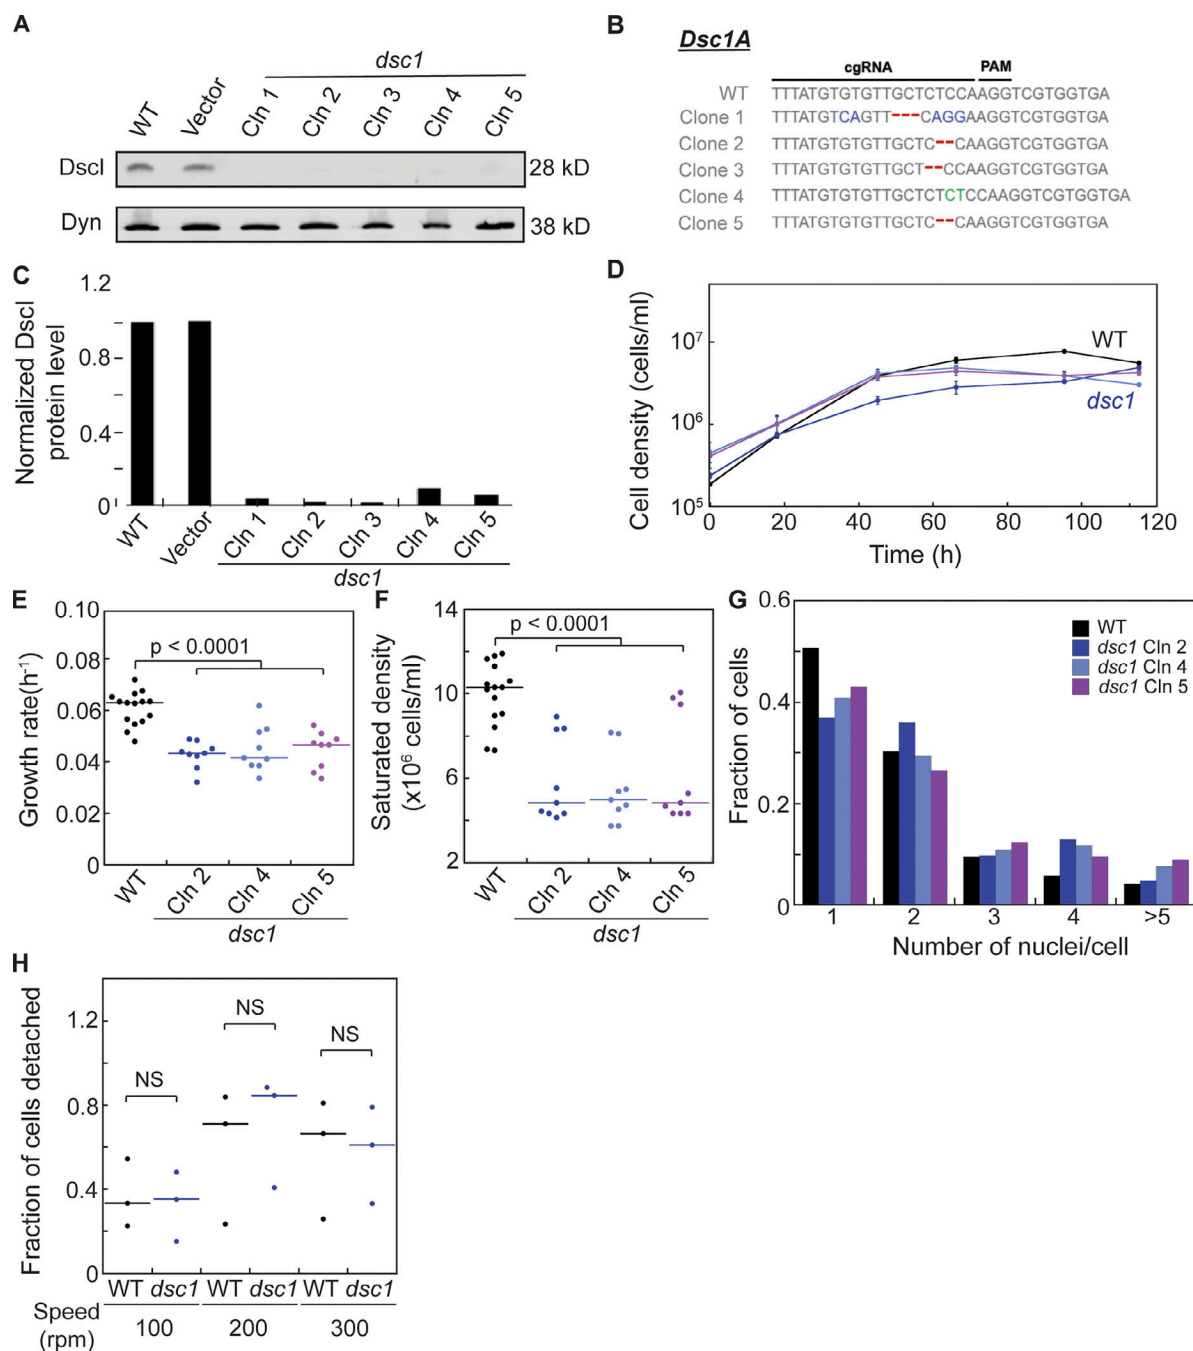 A
dsc1
WT
Vector
Cln 1
Cln 2
Cln 3
Cln 4
Cln 5
DscI
28 kD
Dyn
38 kD
B
Dsc1A
cgRNA
PAM
WT
TTTATGTGTGTTGCTCTCCAAGGTCGTGGTGA
Clone 1
TTTATGTCAGTT---CAGGAAGGTCGTGGTGA
Clone 2
TTTATGTGTGTTGCTC--CAAGGTCGTGGTGA
Clone 3
TTTATGTGTGTTGCT--CCAAGGTCGTGGTGA
Clone 4
TTTATGTGTGTTGCTCTCTCCAAGGTCGTGGTGA
Clone 5
TTTATGTGTGTTGCTC--CAAGGTCGTGGTGA
C
Normalized DscI
protein level
1.2
0.8
0.4
0
WT
Vector
Cln 1
Cln 2
Cln 3
Cln 4
Cln 5
dsc1
D
Cell density (cells/ml)
10⁷
10⁶
10⁵
WT
dsc1
0
20
40
60
80
100
120
Time (h)
E
Growth rate(h⁻¹)
0.10
0.08
0.06
0.04
0.02
0
p < 0.0001
WT
Cln 2
Cln 4
Cln 5
dsc1
F
Saturated density
(x10⁶ cells/ml)
14
10
6
2
p < 0.0001
WT
Cln 2
Cln 4
Cln 5
dsc1
G
Fraction of cells
0.6
0.4
0.2
0
WT
dsc1 Cln 2
dsc1 Cln 4
dsc1 Cln 5
1
2
3
4
>5
Number of nuclei/cell
H
Fraction of cells detached
1.2
0.8
0.4
0
NS
NS
NS
WT dsc1 WT dsc1 WT dsc1
Speed
(rpm)
100
200
300